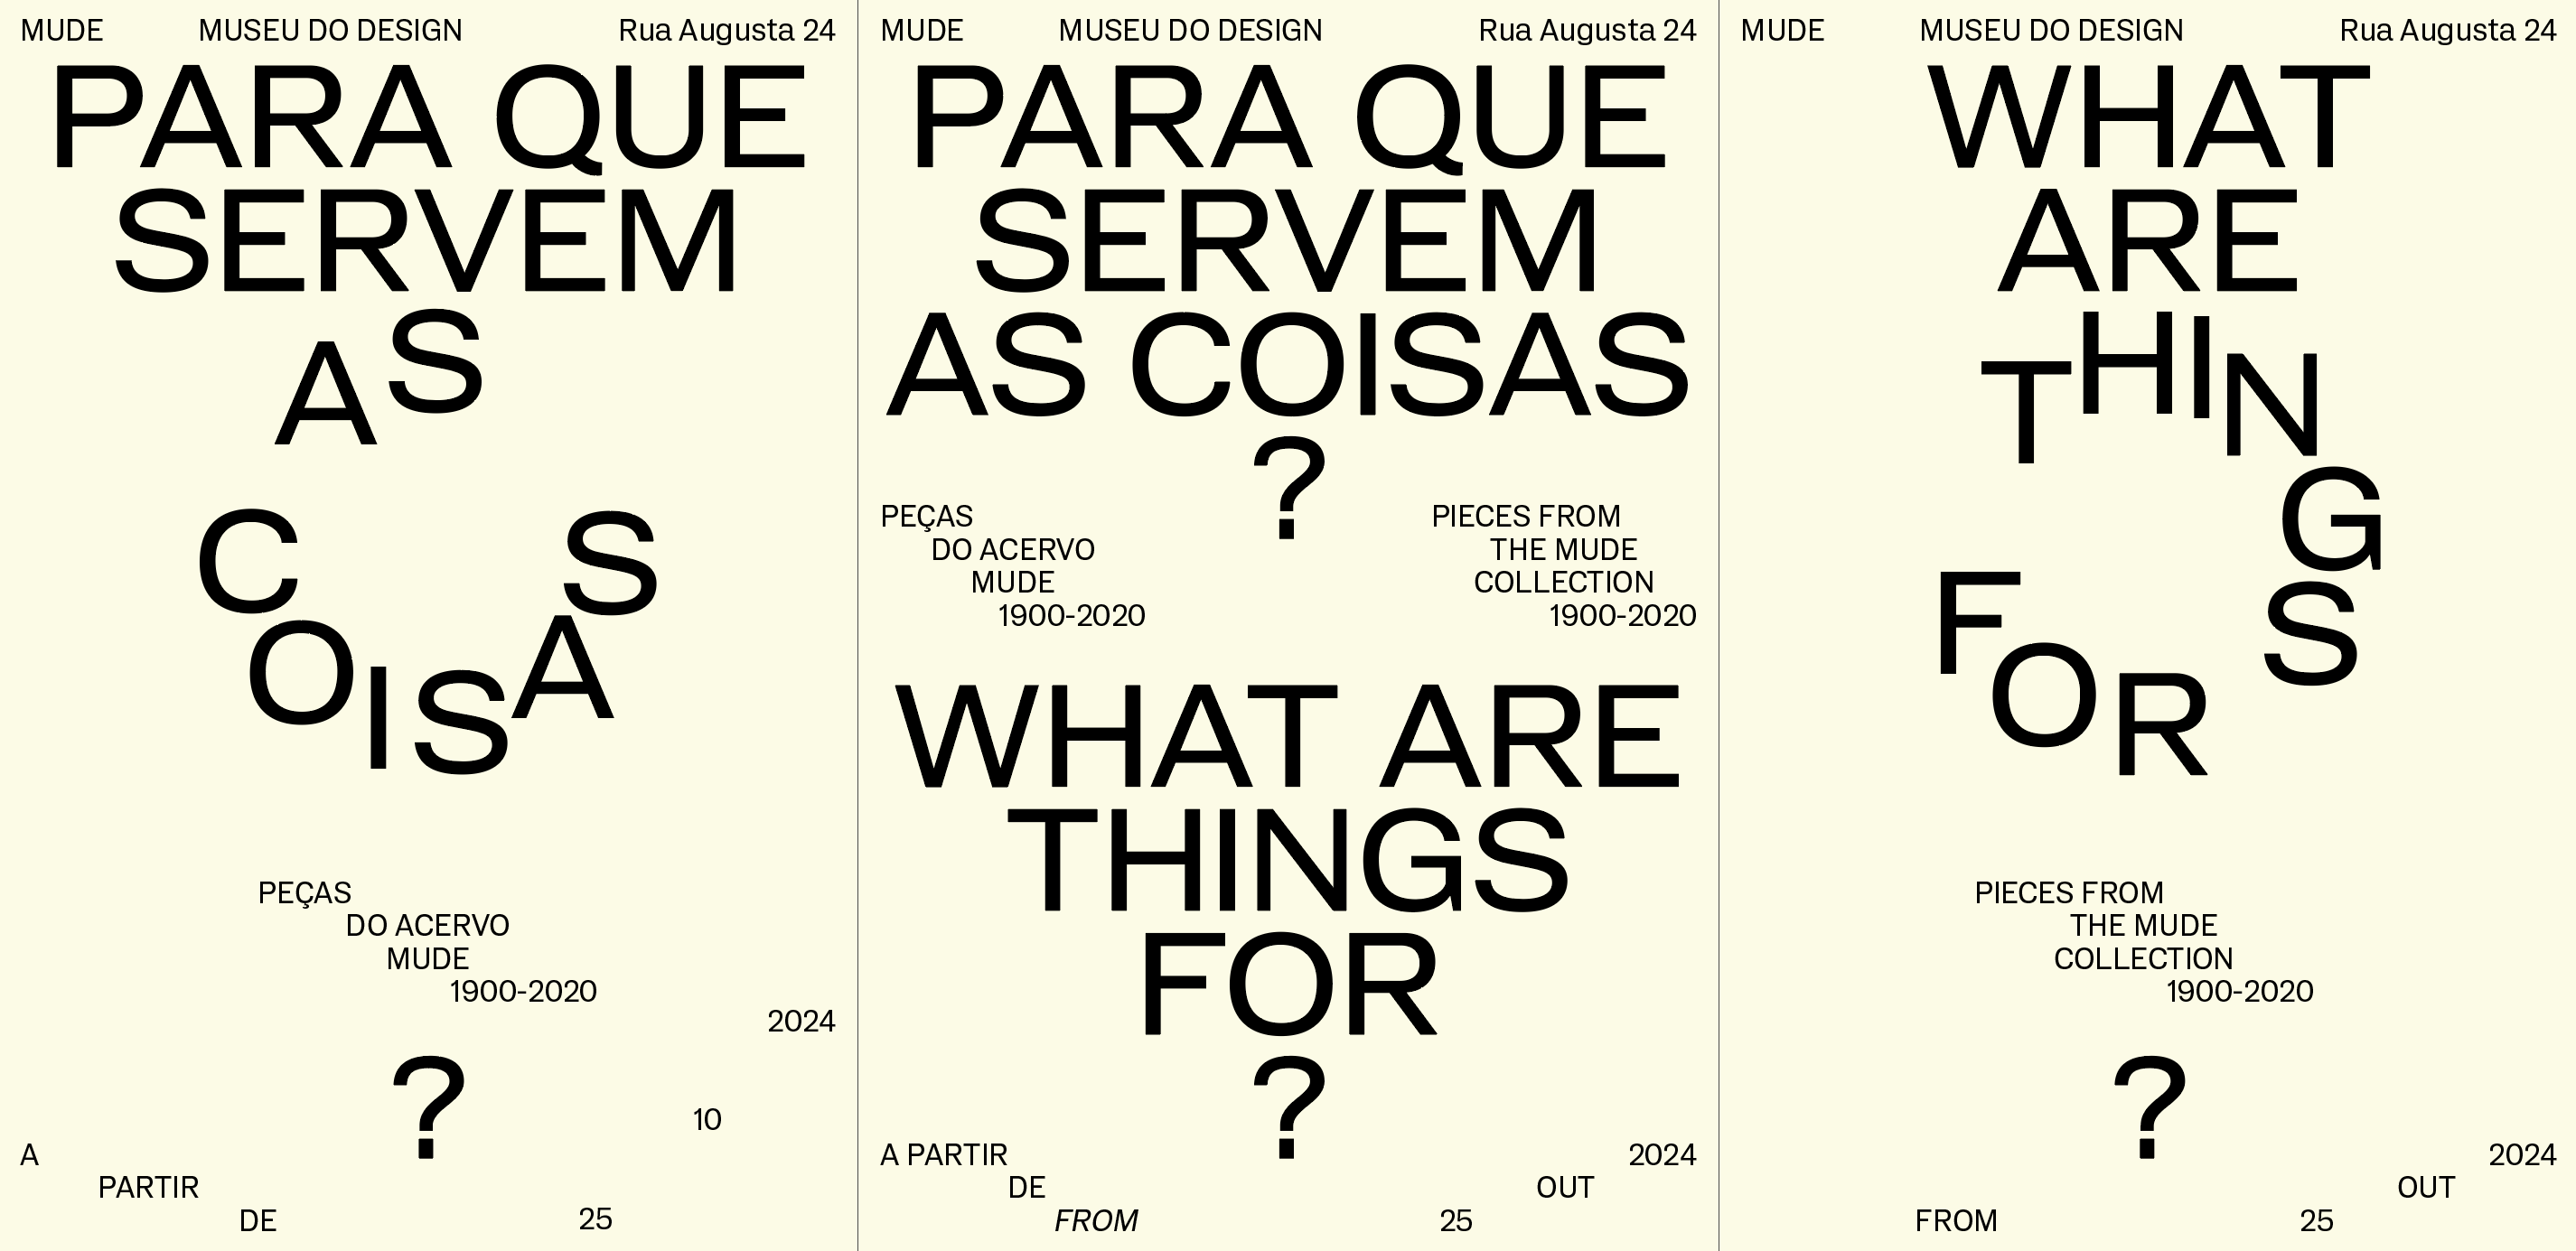 MUDE MUSEU DO DESIGN Rua Augusta 24
PARA QUE
SERVEM
AS
COISAS
PEÇAS
DO ACERVO
MUDE
1900-2020
?
A
PARTIR
DE
25
10
2024
MUDE MUSEU DO DESIGN Rua Augusta 24
PARA QUE
SERVEM
AS COISAS
?
PEÇAS
DO ACERVO
MUDE
1900-2020
PIECES FROM
THE MUDE
COLLECTION
1900-2020
WHAT ARE
THINGS
FOR
?
A PARTIR
DE
FROM
25
OUT
2024
MUDE MUSEU DO DESIGN Rua Augusta 24
WHAT
ARE
THINGS
FOR
PIECES FROM
THE MUDE
COLLECTION
1900-2020
?
FROM
25
OUT
2024